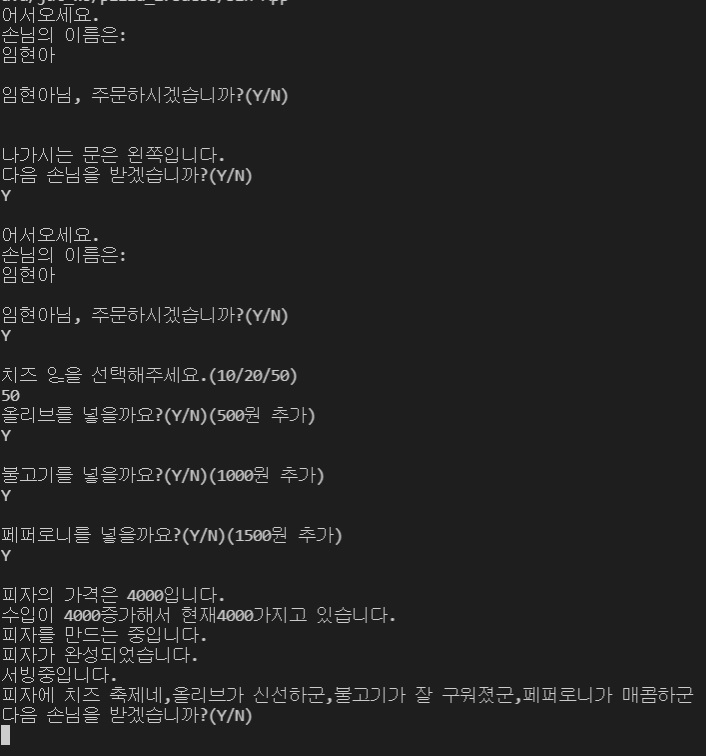 어서오세요.
손님의 이름은:
임현아
임현아님, 주문하시겠습니까?(Y/N)
나가시는 문은 왼쪽입니다.
다음 손님을 받겠습니까?(Y/N)
Y
어서오세요.
손님의 이름은:
임현아
임현아님, 주문하시겠습니까?(Y/N)
Y
치즈 양을 선택해주세요.(10/20/50)
50
올리브를 넣을까요?(Y/N)(500원 추가)
Y
불고기를 넣을까요?(Y/N)(1000원 추가)
Y
페퍼로니를 넣을까요?(Y/N)(1500원 추가)
Y
피자의 가격은 4000입니다.
수입이 4000증가해서 현재4000가지고 있습니다.
피자를 만드는 중입니다.
피자가 완성되었습니다.
서빙중입니다.
피자에 치즈 축제네,올리브가 신선하군,불고기가 잘 구워졌군,페퍼로니가 매콤하군
다음 손님을 받겠습니까?(Y/N)